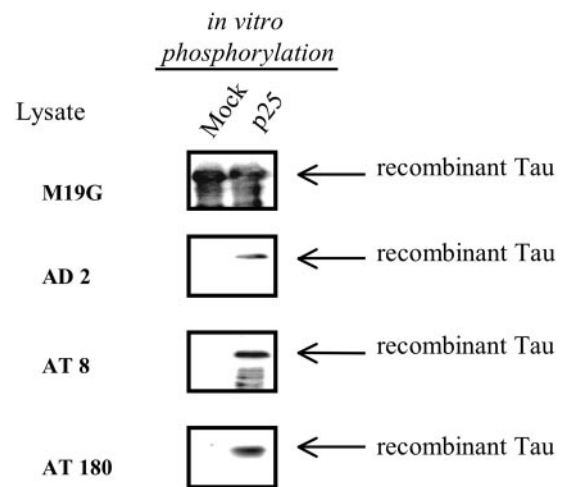 in vitro
phosphorylation
Lysate
Mock
p25
M19G
recombinant Tau
AD 2
recombinant Tau
AT 8
recombinant Tau
AT 180
recombinant Tau